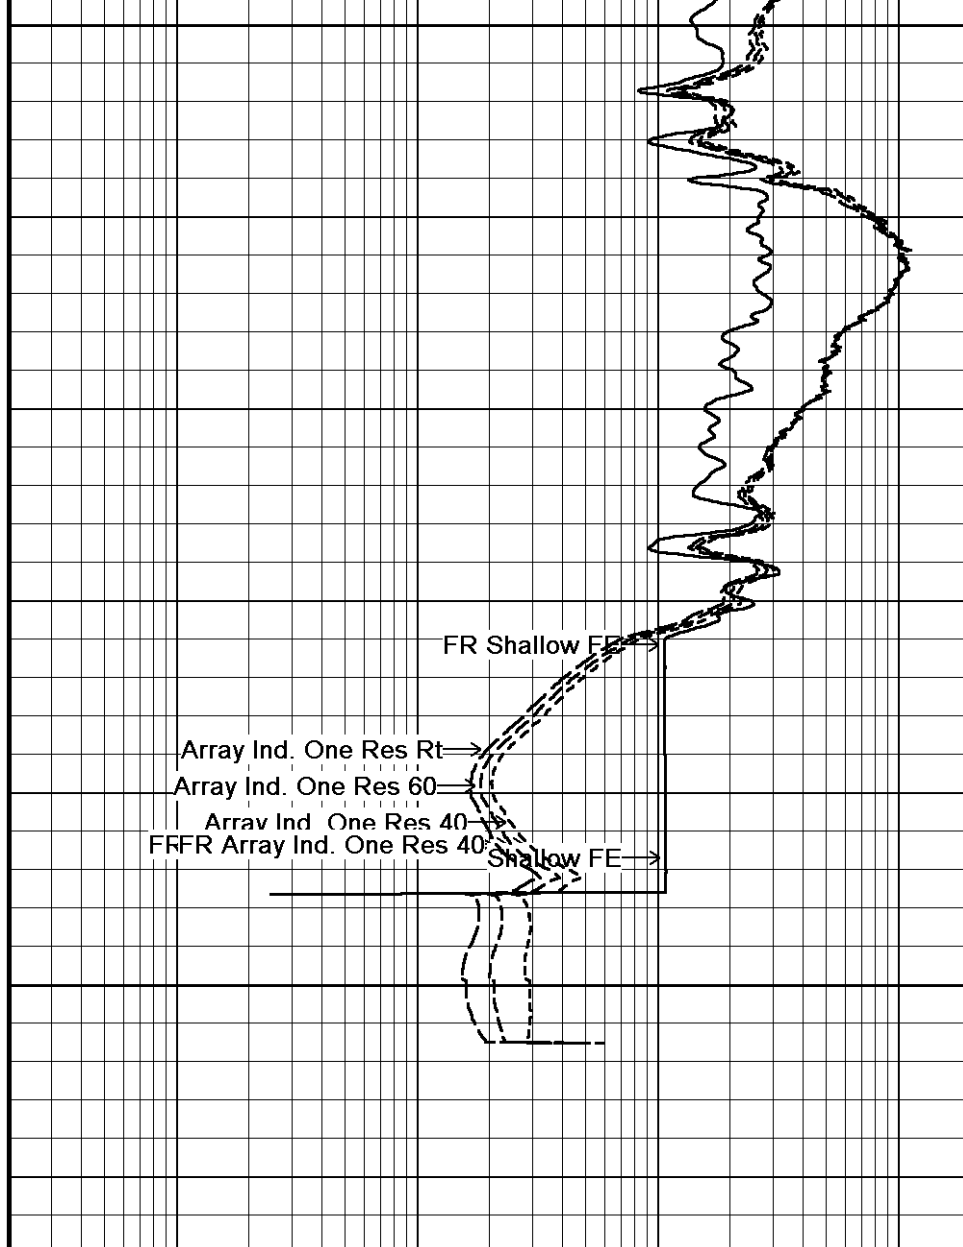 FR Shallow FE
Array Ind. One Res Rt
Array Ind. One Res 60
Array Ind. One Res 40
FRFR Array Ind. One Res 40
Shallow FE